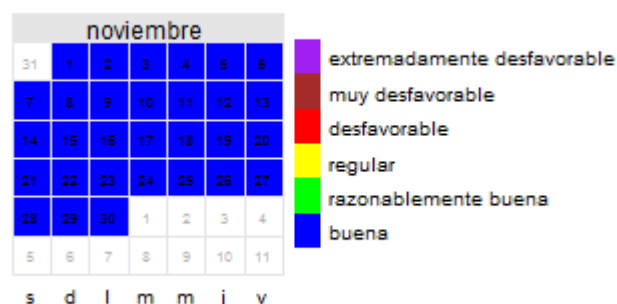 noviembre
31 1 2 3 4 5 6
7 8 9 10 11 12 13
14 15 16 17 18 19 20
21 22 23 24 25 26 27
28 29 30 1 2 3 4
5 6 7 8 9 10 11
s d l m m j v
extremadamente desfavorable
muy desfavorable
desfavorable
regular
razonablemente buena
buena